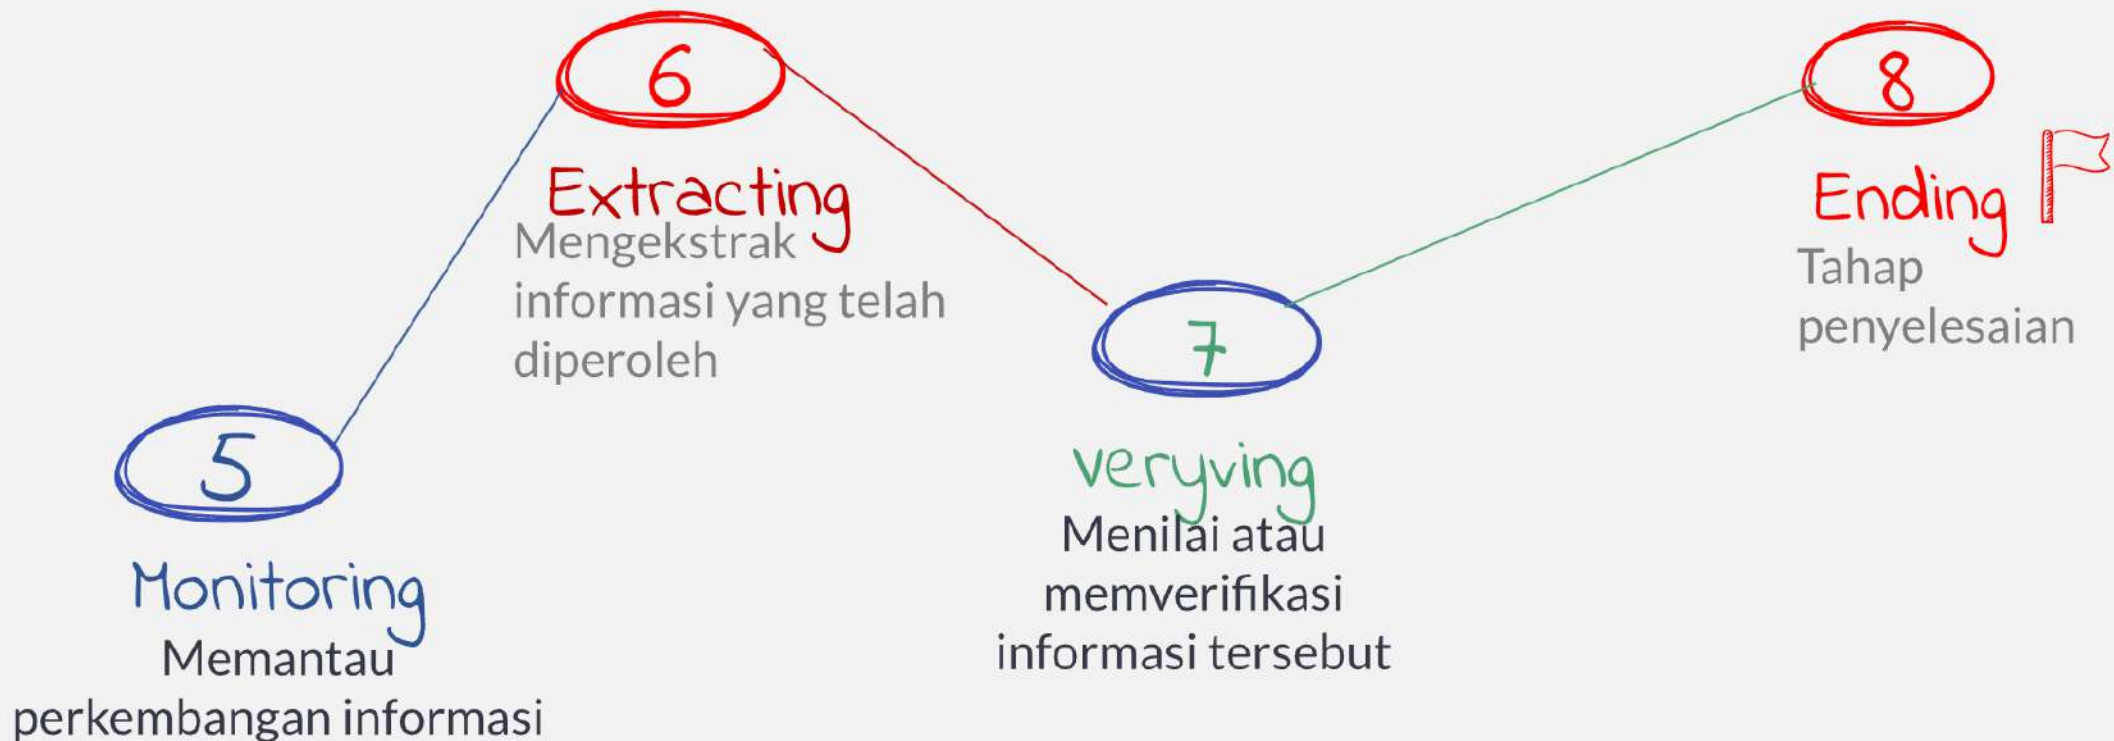 5
Monitoring
Memantau
perkembangan informasi
6
Extracting
Mengekstrak
informasi yang telah
diperoleh
7
veryving
Menilai atau
memverifikasi
informasi tersebut
8
Ending
Tahap
penyelesaian